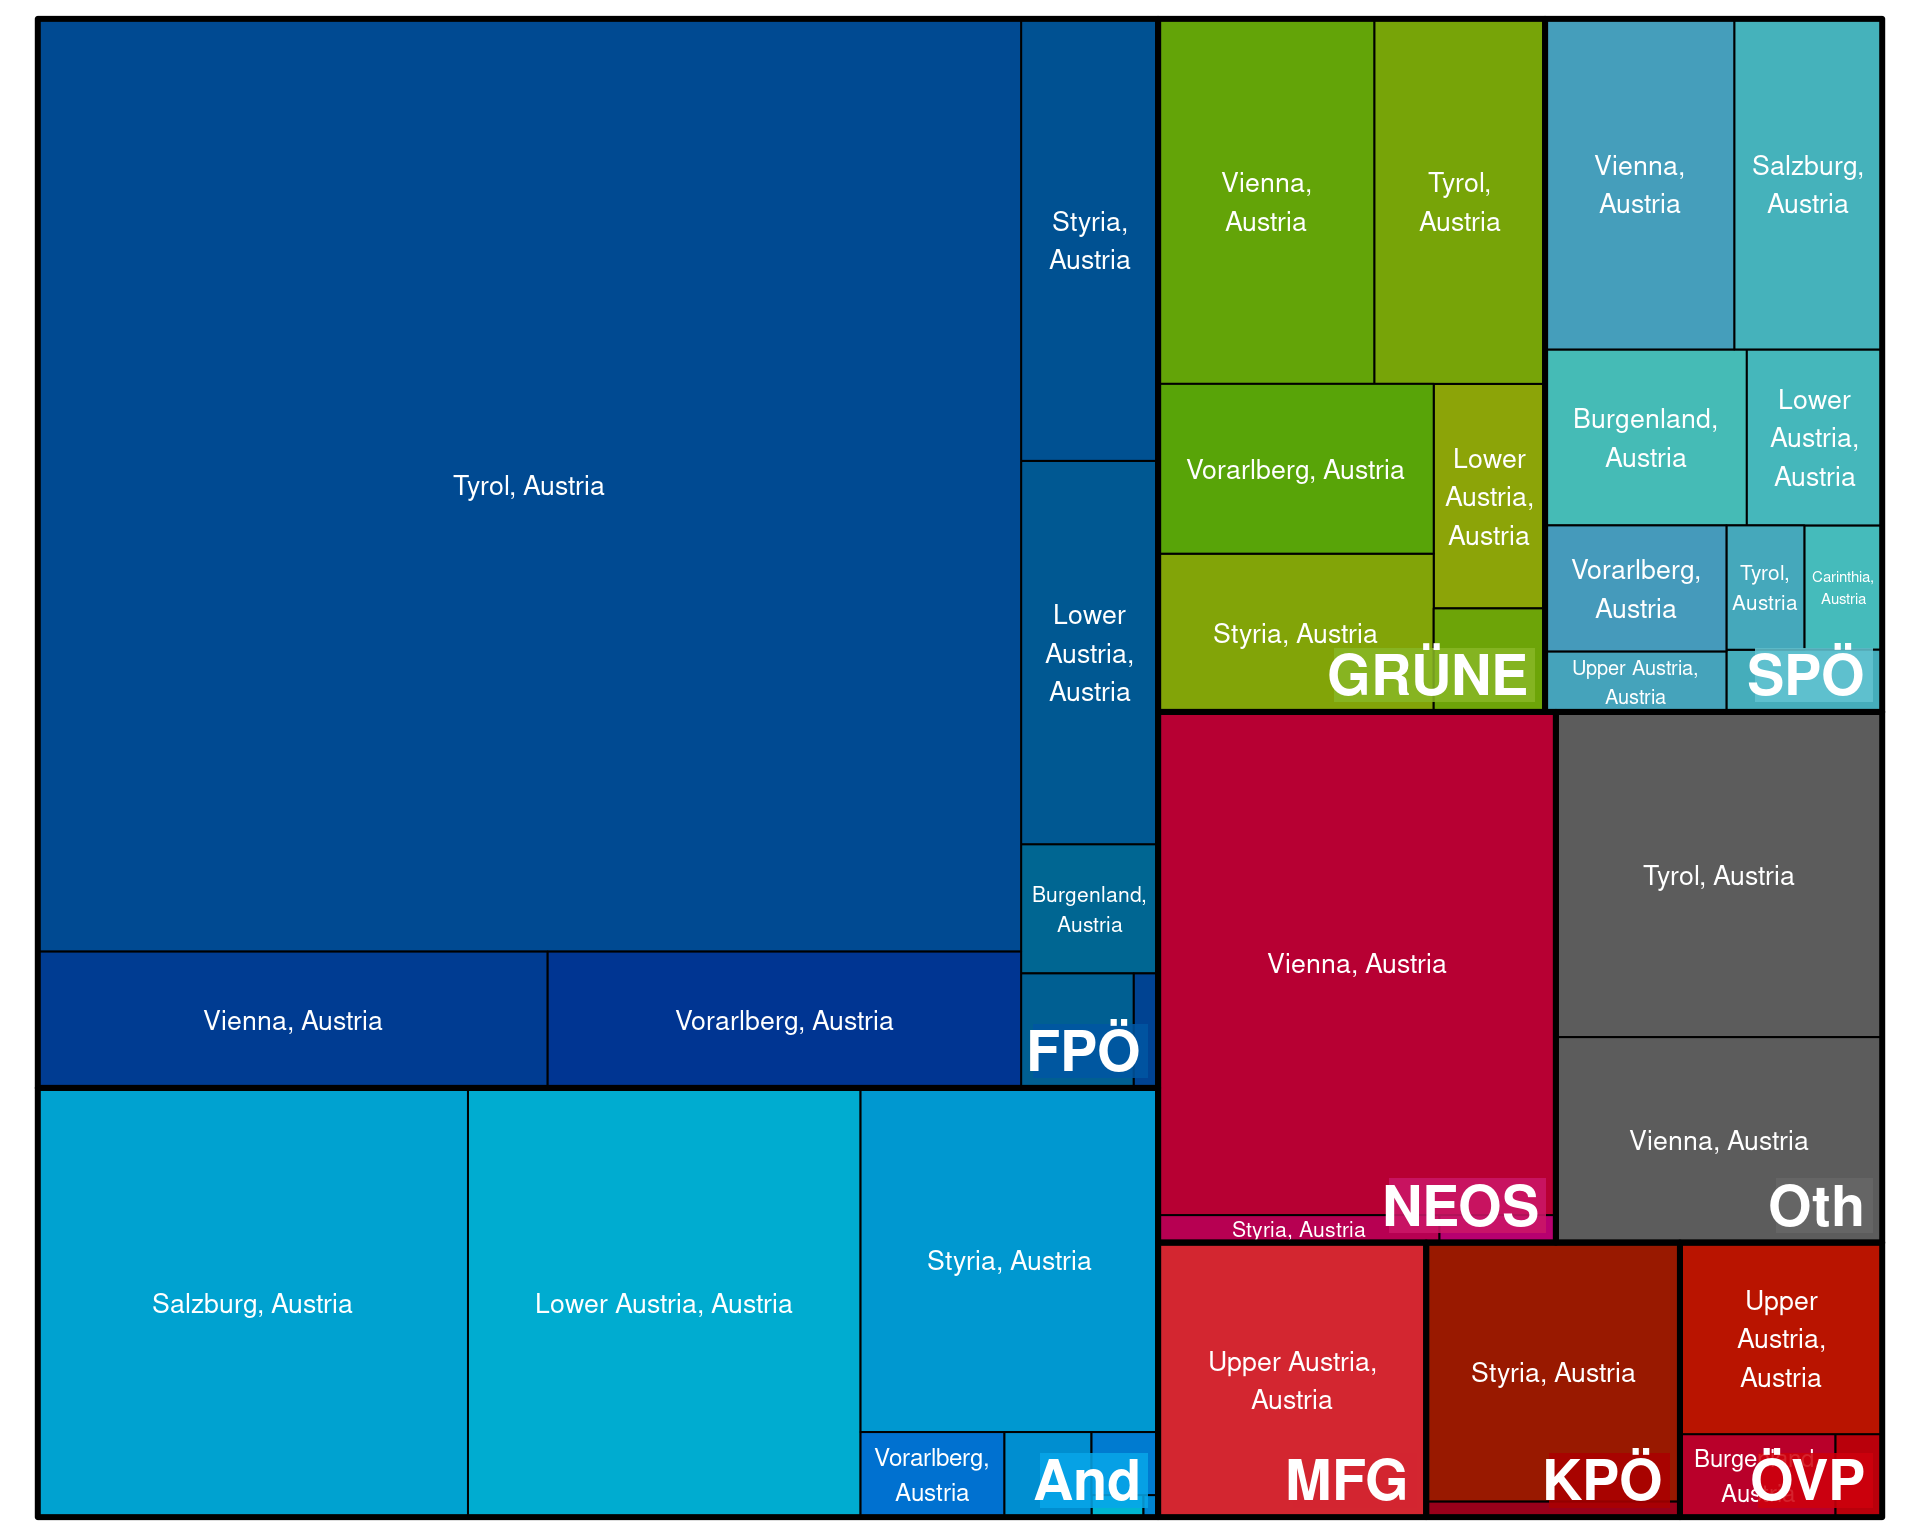 Tyrol, Austria
Styria,
Austria
Lower
Austria,
Austria
Burgenland,
Austria
Vienna, Austria
Vorarlberg, Austria
FPÖ
Salzburg, Austria
Lower Austria, Austria
Styria, Austria
Vorarlberg,
Austria
And
Vienna,
Austria
Tyrol,
Austria
Vorarlberg, Austria
Lower
Austria,
Austria
Styria, Austria
GRÜNE
Vienna,
Austria
Salzburg,
Austria
Burgenland,
Austria
Lower
Austria,
Austria
Vorarlberg,
Austria
Tyrol,
Austria
Carinthia,
Austria
Upper Austria,
Austria
SPÖ
Vienna, Austria
Styria, Austria
NEOS
Tyrol, Austria
Vienna, Austria
Oth
Upper Austria,
Austria
MFG
Styria, Austria
KPÖ
Upper
Austria,
Austria
Burgenland,
Austria
ÖVP